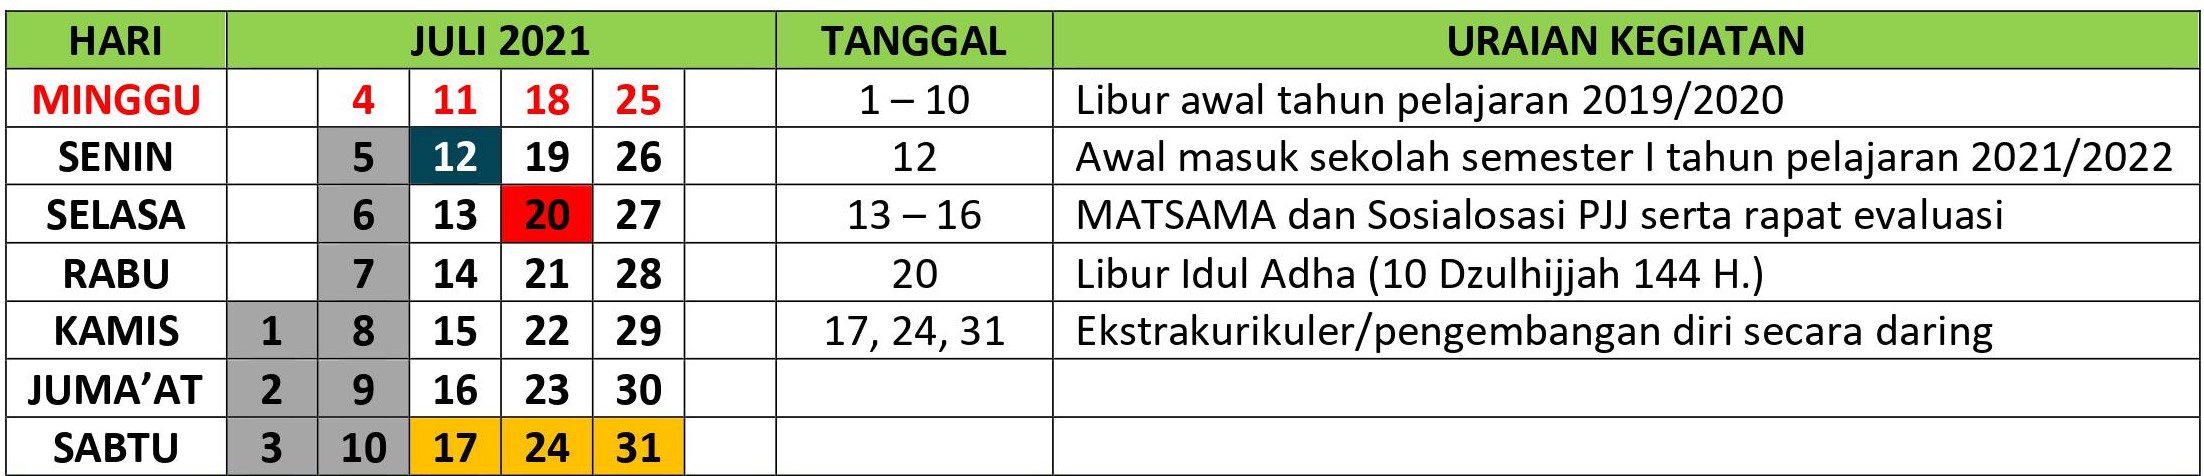 HARI JULI 2021 TANGGAL URAIAN KEGIATAN
MINGGU 4 11 18 25 1 – 10 Libur awal tahun pelajaran 2019/2020
SENIN 5 12 19 26 12 Awal masuk sekolah semester I tahun pelajaran 2021/2022
SELASA 6 13 20 27 13 – 16 MATSAMA dan Sosialosasi PJJ serta rapat evaluasi
RABU 7 14 21 28 20 Libur Idul Adha (10 Dzulhijjah 144 H.)
KAMIS 1 8 15 22 29 17, 24, 31 Ekstrakurikuler/pengembangan diri secara daring
JUMA’AT 2 9 16 23 30
SABTU 3 10 17 24 31